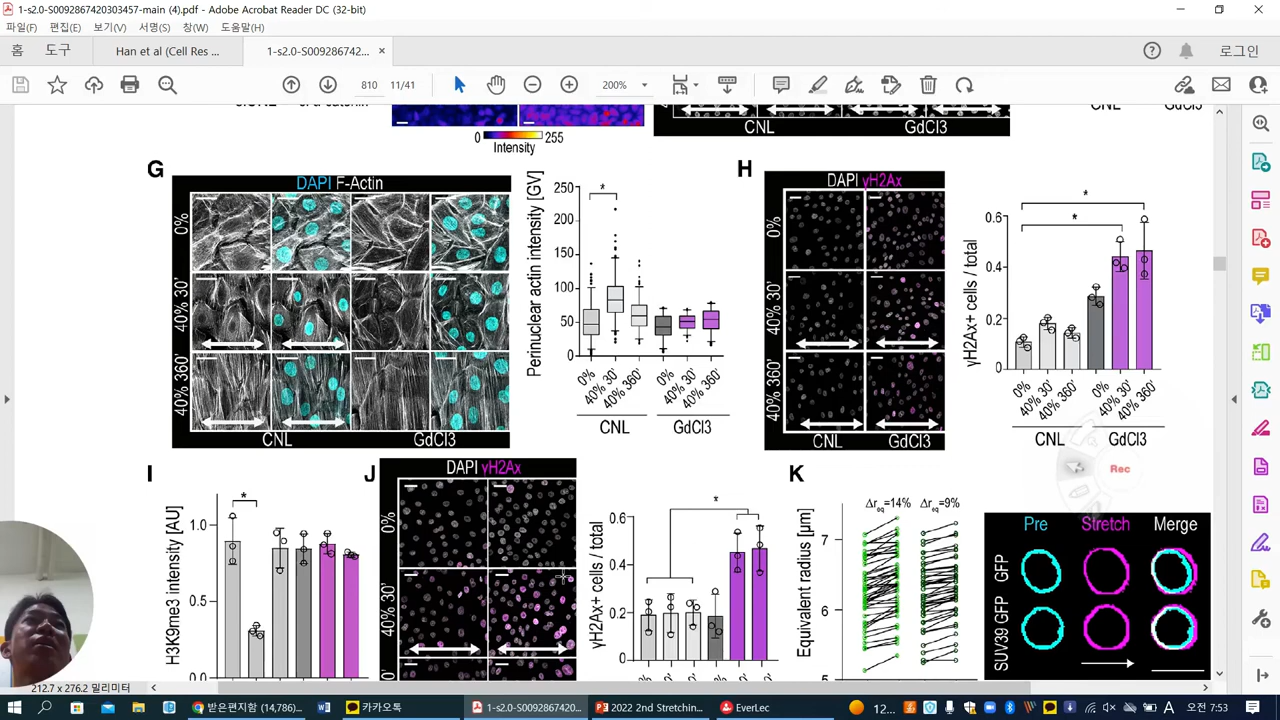 1-s2.0-S0092867420303457-main (4).pdf - Adobe Acrobat Reader DC (32-bit)
파일(F) 편집(E) 보기(V) 서명(S) 창(W) 도움말(H)
홈 도구 Han et al (Cell Res ... 1-s2.0-S009286742... × 로그인
810 11/41 200%
CNL GdCl3
CNL GdCl3
0 255
Intensity
G
DAPI F-Actin
0%
40% 30'
40% 360'
CNL GdCl3
Perinuclear actin intensity [GV]
250
200
150
100
50
0
*
0% 40% 30' 40% 360' 0% 40% 30' 40% 360'
CNL GdCl3
H
DAPI γH2Ax
0%
40% 30'
40% 360'
CNL GdCl3
γH2Ax+ cells / total
0.6
0.4
0.2
0
*
*
0% 40% 30' 40% 360' 0% 40% 30' 40% 360'
CNL GdCl3
Rec
I
H3K9me3 intensity [AU]
1.0
0.5
0.0
*
J
DAPI γH2Ax
0%
40% 30'
γH2Ax+ cells / total
0.6
0.4
0.2
0
*
K
Δreq=14% Δreq=9%
Equivalent radius [µm]
7
6
5
Pre Stretch Merge
GFP
SUV39 GFP
212.7 x 276.2 밀리미터
받은편지함 (14,786)... 카카오톡 1-s2.0-S0092867420... 2022 2nd Stretchin... EverLec 12... A 오전 7:53